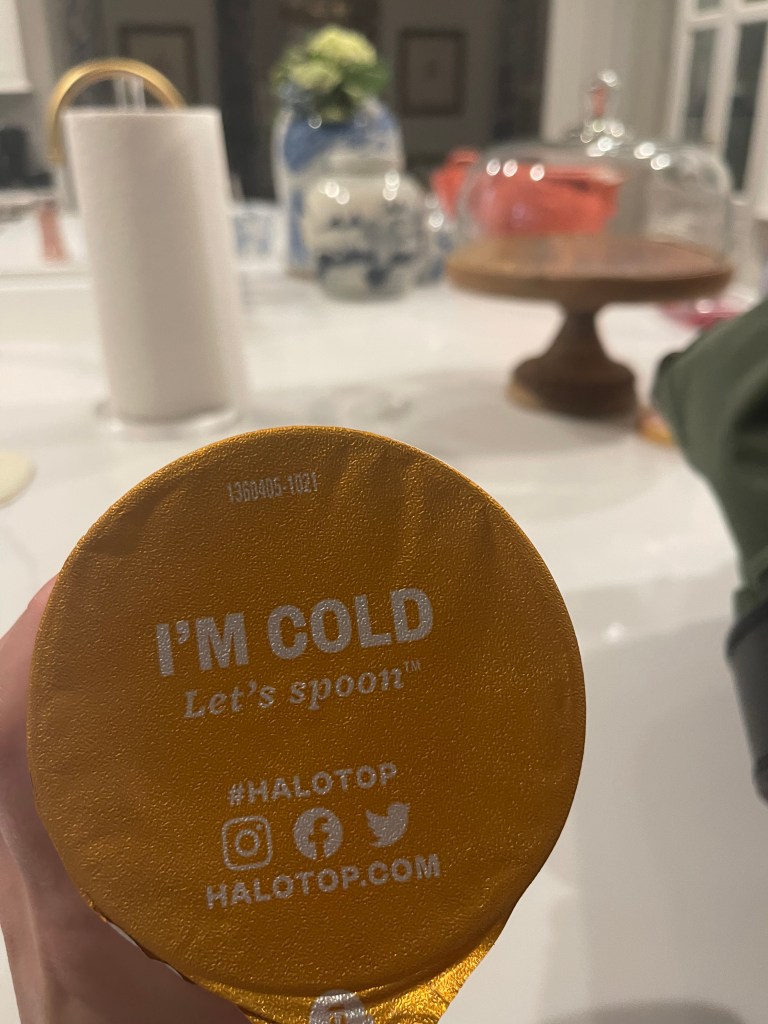 1360405-1021
I'M COLD
Let's spoon™
#HALOTOP
HALOTOP.COM